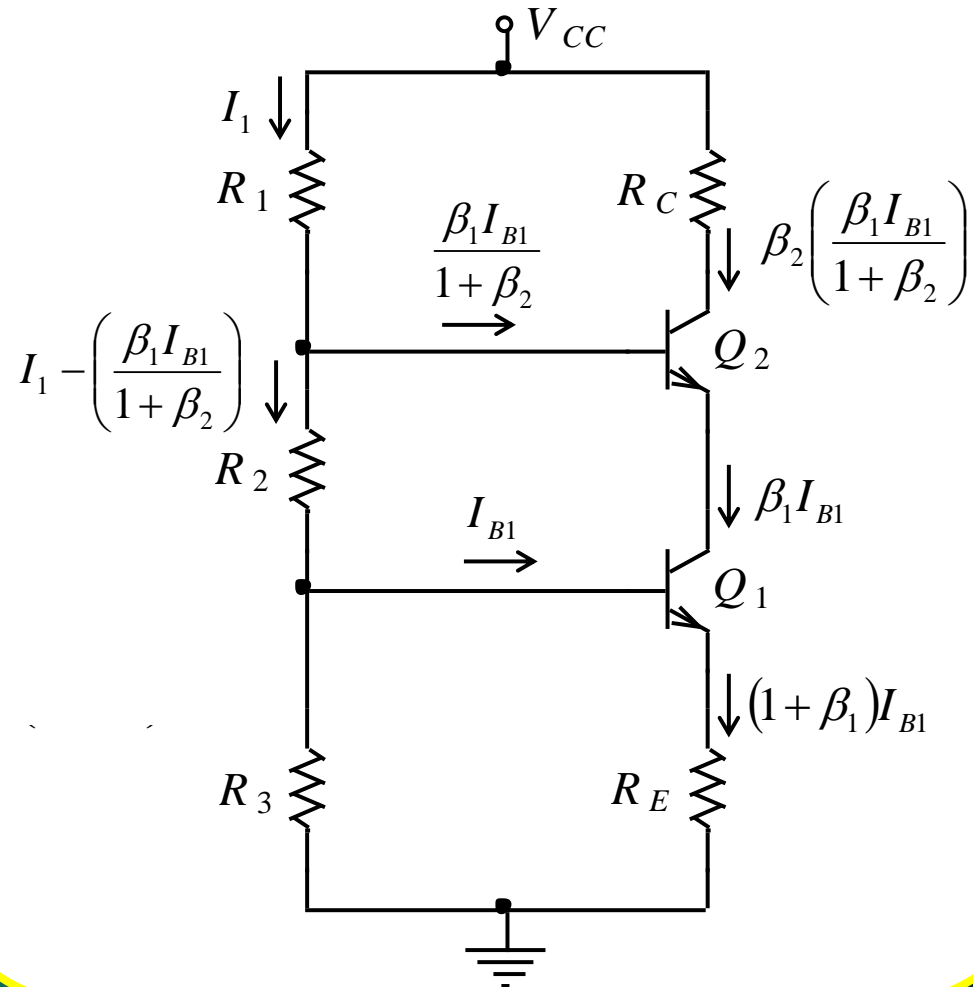 V_CC
I_1
R_1
R_C
β_1 I_B1 / (1 + β_2)
β_2 (β_1 I_B1 / (1 + β_2))
I_1 − (β_1 I_B1 / (1 + β_2))
Q_2
R_2
β_1 I_B1
I_B1
Q_1
(1 + β_1) I_B1
R_3
R_E